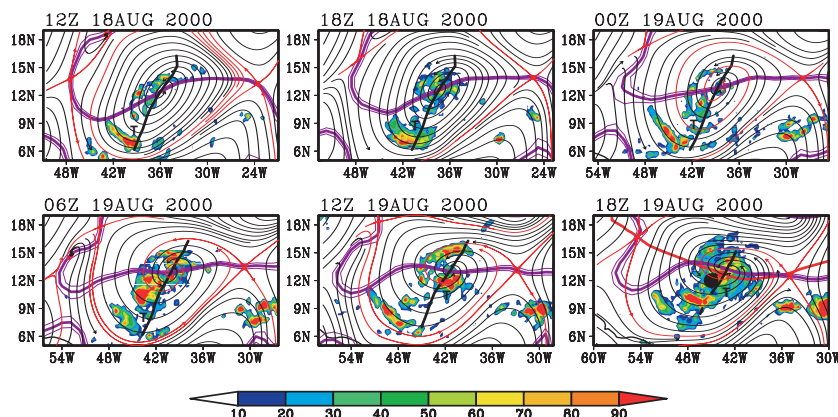 12Z 18AUG 2000
18Z 18AUG 2000
00Z 19AUG 2000
18N
15N
12N
9N
6N
48W 42W 36W 30W 24W
18N
15N
12N
9N
6N
48W 42W 36W 30W 24W
18N
15N
12N
9N
6N
54W 48W 42W 36W 30W
06Z 19AUG 2000
12Z 19AUG 2000
18Z 19AUG 2000
18N
15N
12N
9N
6N
54W 48W 42W 36W 30W
18N
15N
12N
9N
6N
54W 48W 42W 36W 30W
18N
15N
12N
9N
6N
60W 54W 48W 42W 36W 30W
10 20 30 40 50 60 70 80 90